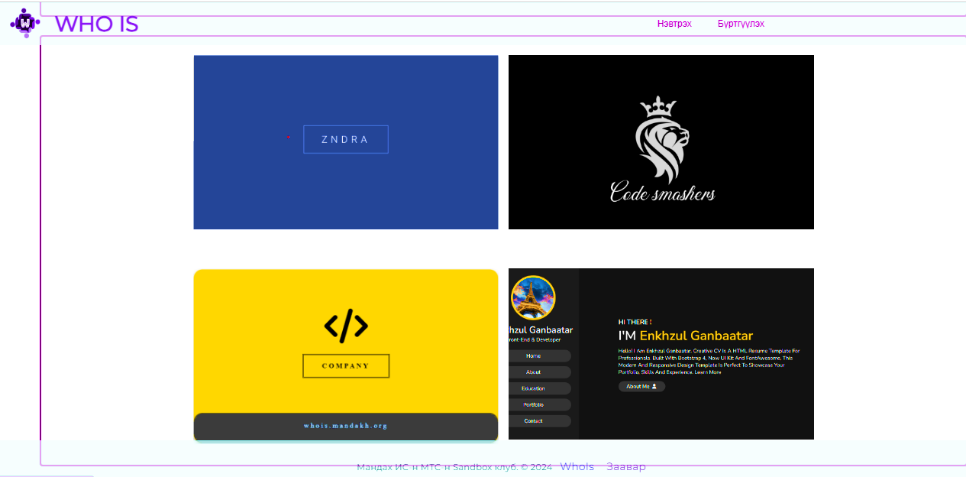 W WHO IS
Нэвтрэх Бүртгүүлэх
ZNDRA
Code smashers
</>
COMPANY
whois.mandakh.org
hzul Ganbaatar
ront-End & Developer
Home
About
Education
Portfolio
Contact
HI THERE !
I'M Enkhzul Ganbaatar
Hello! I Am Enkhzul Ganbaatar. Creative CV Is A HTML Resume Template For
Professionals. Built With Bootstrap 4, Now UI Kit And FontAwesome. This
Modern And Responsive Design Template Is Perfect To Showcase Your
Portfolio, Skills And Experience. Learn More
About Me
Мандах ИС-н МТС-н Sandbox клуб. © 2024 WhoIs Заавар